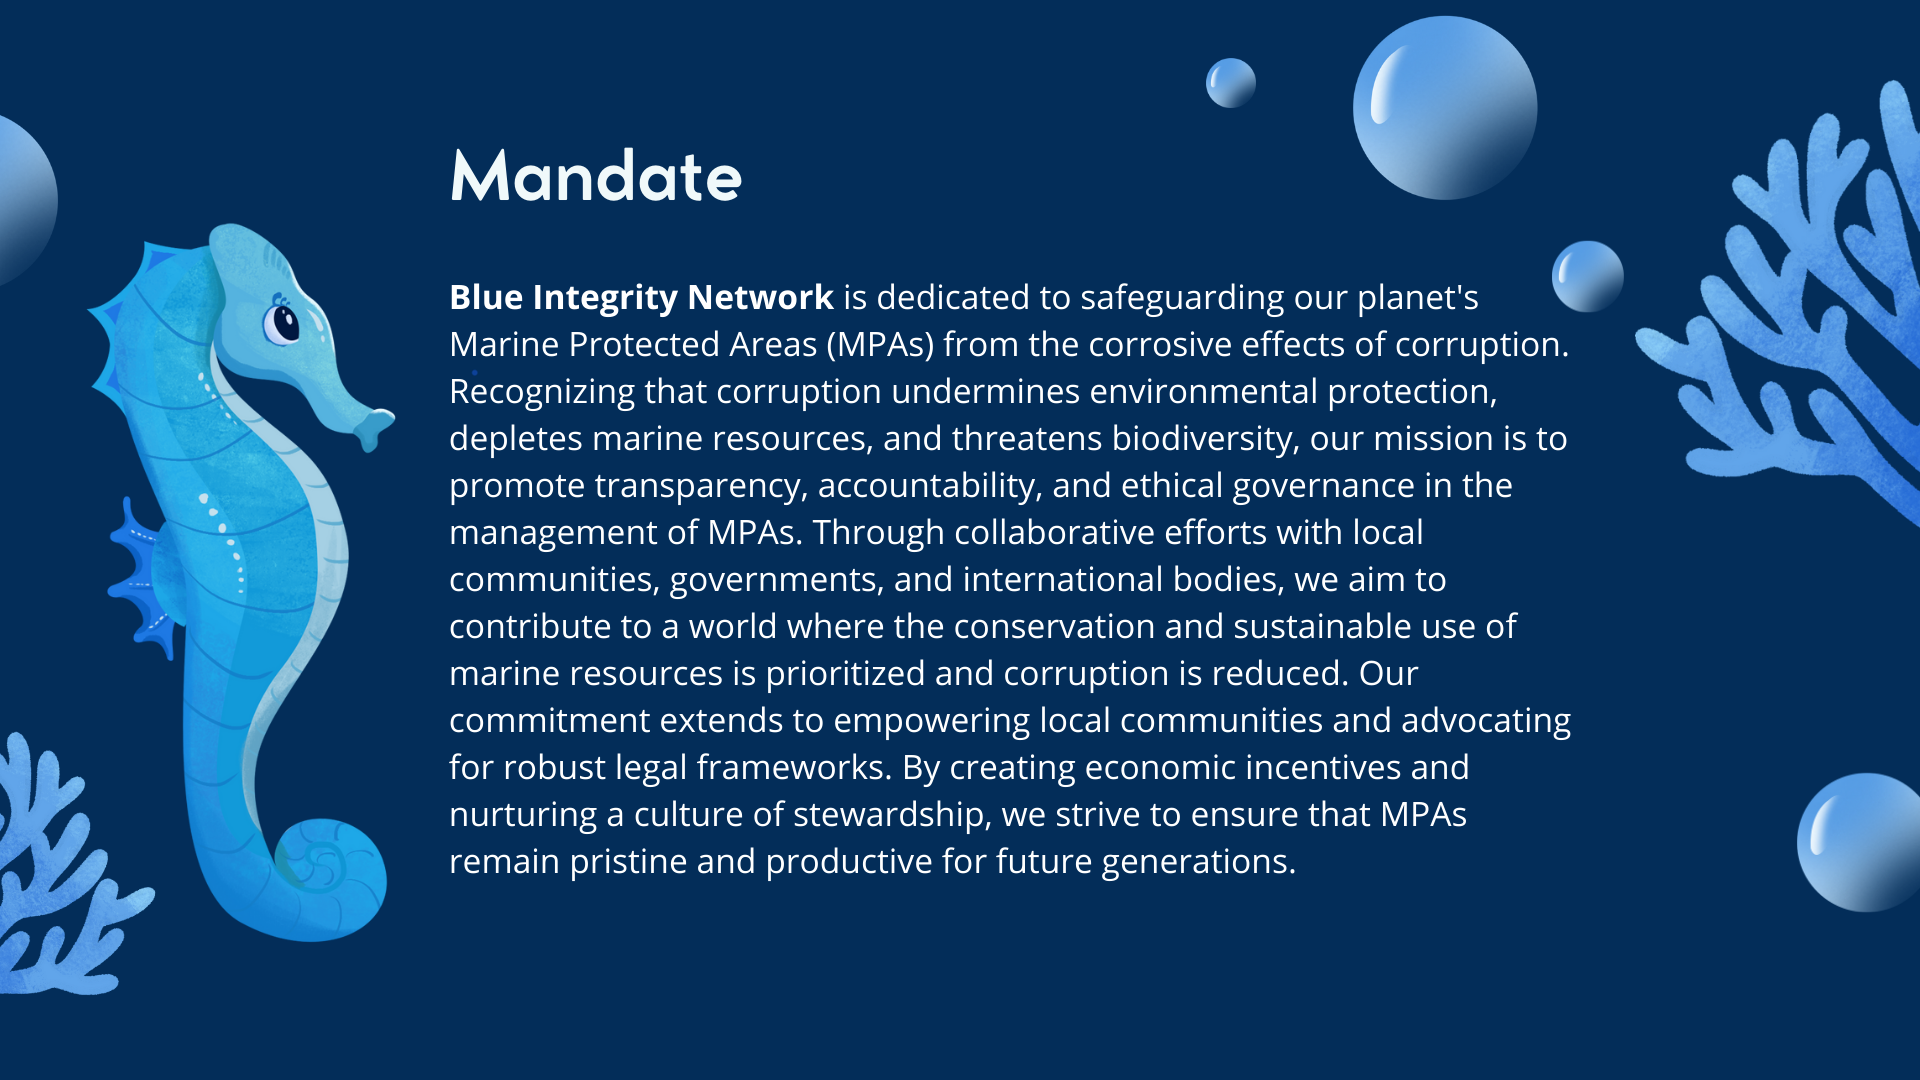 Mandate
Blue Integrity Network is dedicated to safeguarding our planet's
Marine Protected Areas (MPAs) from the corrosive effects of corruption.
Recognizing that corruption undermines environmental protection,
depletes marine resources, and threatens biodiversity, our mission is to
promote transparency, accountability, and ethical governance in the
management of MPAs. Through collaborative efforts with local
communities, governments, and international bodies, we aim to
contribute to a world where the conservation and sustainable use of
marine resources is prioritized and corruption is reduced. Our
commitment extends to empowering local communities and advocating
for robust legal frameworks. By creating economic incentives and
nurturing a culture of stewardship, we strive to ensure that MPAs
remain pristine and productive for future generations.